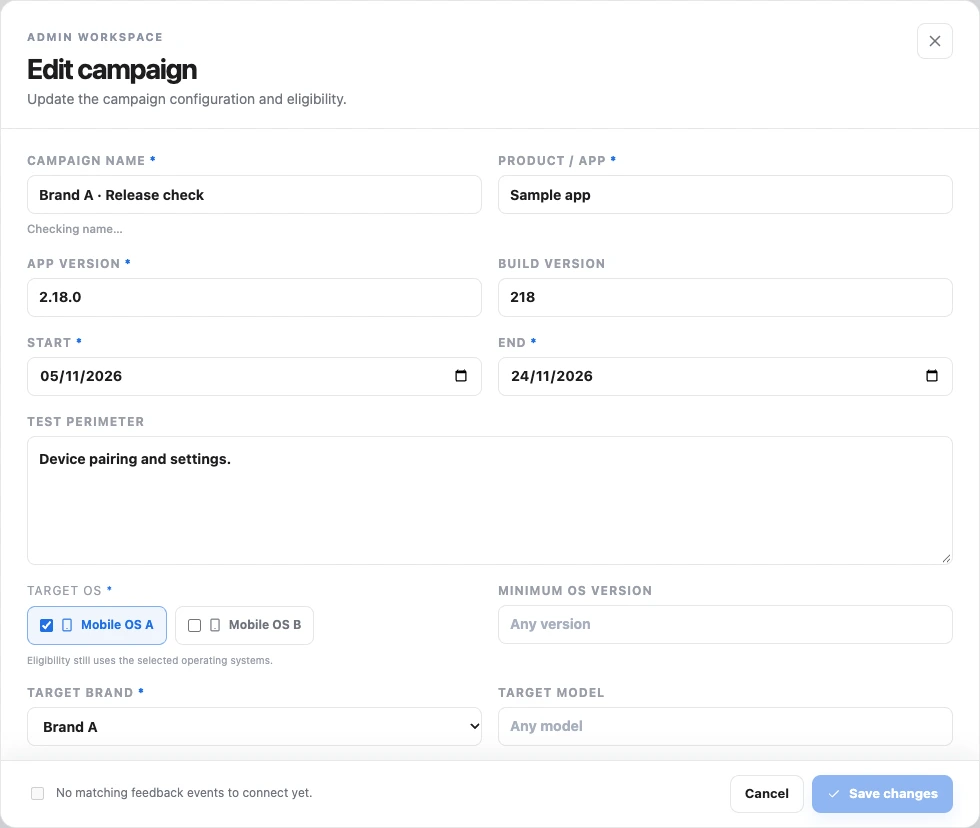 ADMIN WORKSPACE
Edit campaign
Update the campaign configuration and eligibility.
CAMPAIGN NAME *
Brand A · Release check
Checking name...
PRODUCT / APP *
Sample app
APP VERSION *
2.18.0
BUILD VERSION
218
START *
05/11/2026
END *
24/11/2026
TEST PERIMETER
Device pairing and settings.
TARGET OS *
Mobile OS A
Mobile OS B
Eligibility still uses the selected operating systems.
MINIMUM OS VERSION
Any version
TARGET BRAND *
Brand A
TARGET MODEL
Any model
No matching feedback events to connect yet.
Cancel
Save changes